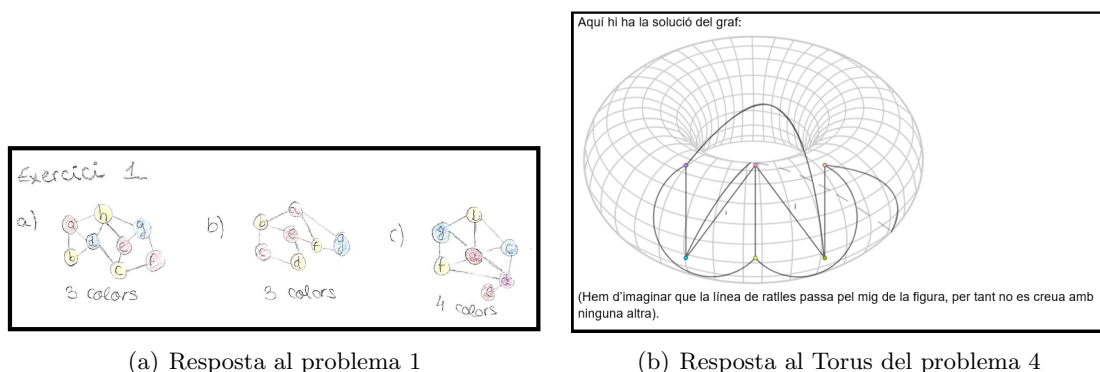 Aquí hi ha la solució del graf:
Exercici 1
a) b) c)
a h g
d e
b c f
a
b e f g
c d
b
g c
f d
e
3 colors 3 colors 4 colors
(Hem d'imaginar que la línea de ratlles passa pel mig de la figura, per tant no es creua amb
ninguna altra).
(a) Resposta al problema 1
(b) Resposta al Torus del problema 4